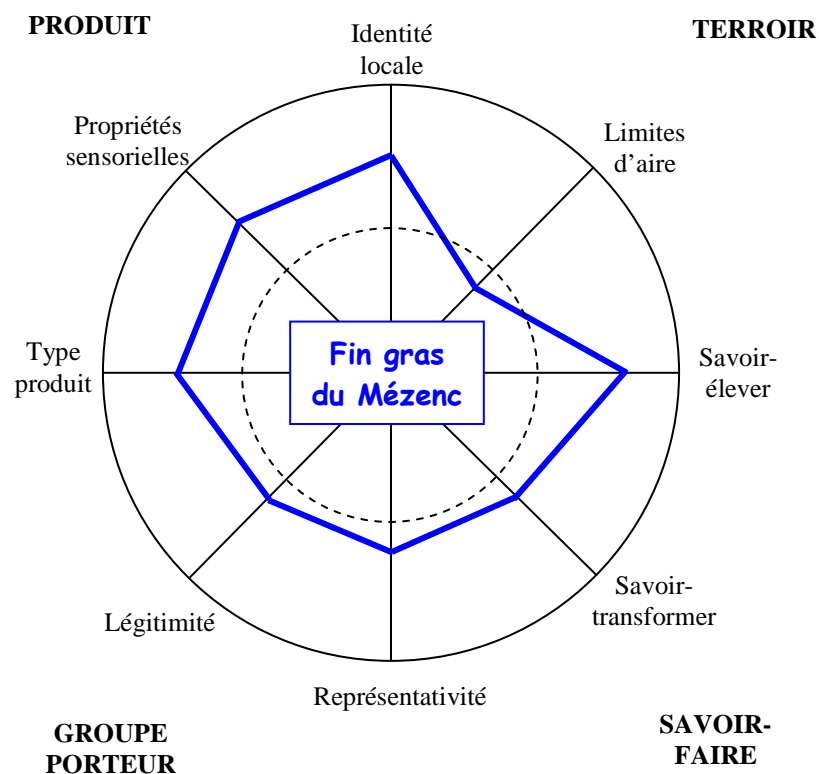 PRODUIT
TERROIR
Identité
locale
Propriétés
sensorielles
Limites
d'aire
Type
produit
Fin gras
du Mézenc
Savoir-
élever
Savoir-
transformer
Légitimité
Représentativité
GROUPE
PORTEUR
SAVOIR-
FAIRE